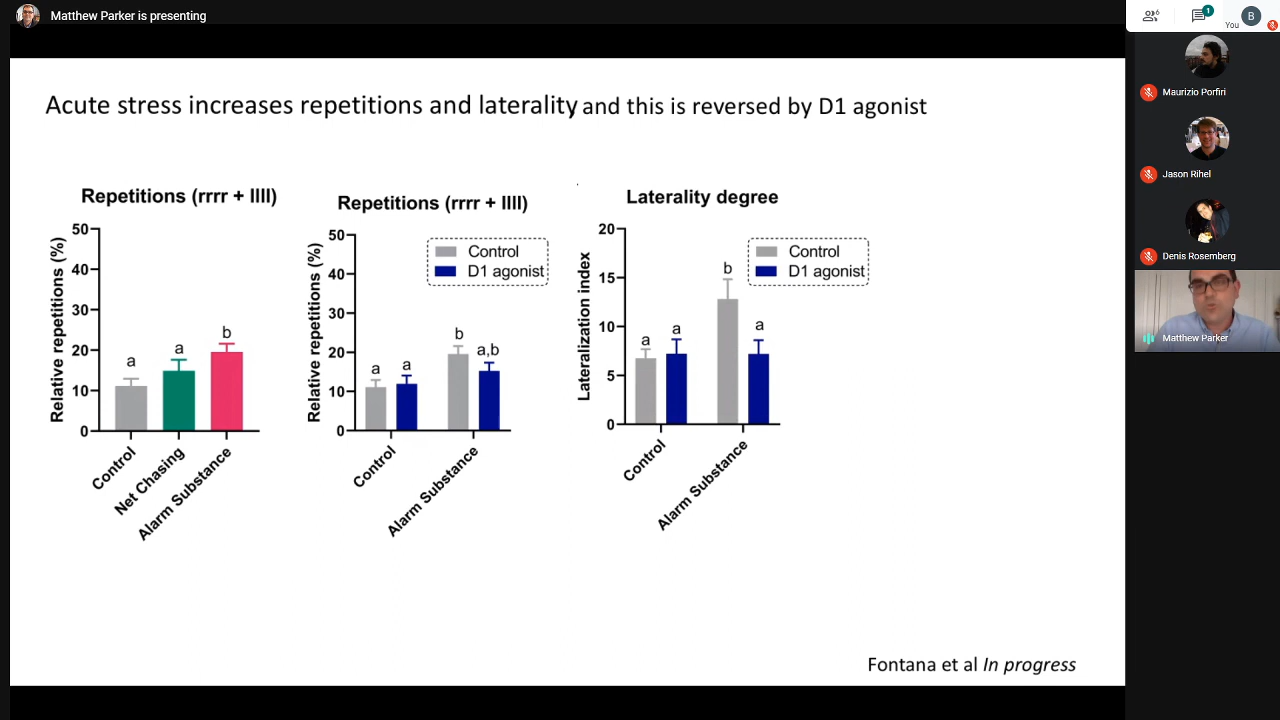 Matthew Parker is presenting
6
1
You
B
Maurizio Porfiri
Jason Rihel
Denis Rosemberg
Matthew Parker
Acute stress increases repetitions and laterality and this is reversed by D1 agonist
Repetitions (rrrr + llll)
Relative repetitions (%)
50
40
30
20
10
0
a
a
b
Control
Net Chasing
Alarm Substance
Repetitions (rrrr + llll)
Relative repetitions (%)
50
40
30
20
10
0
Control
D1 agonist
a
a
b
a,b
Control
Alarm Substance
Laterality degree
Lateralization index
20
15
10
5
0
Control
D1 agonist
a
a
b
a
Control
Alarm Substance
Fontana et al In progress